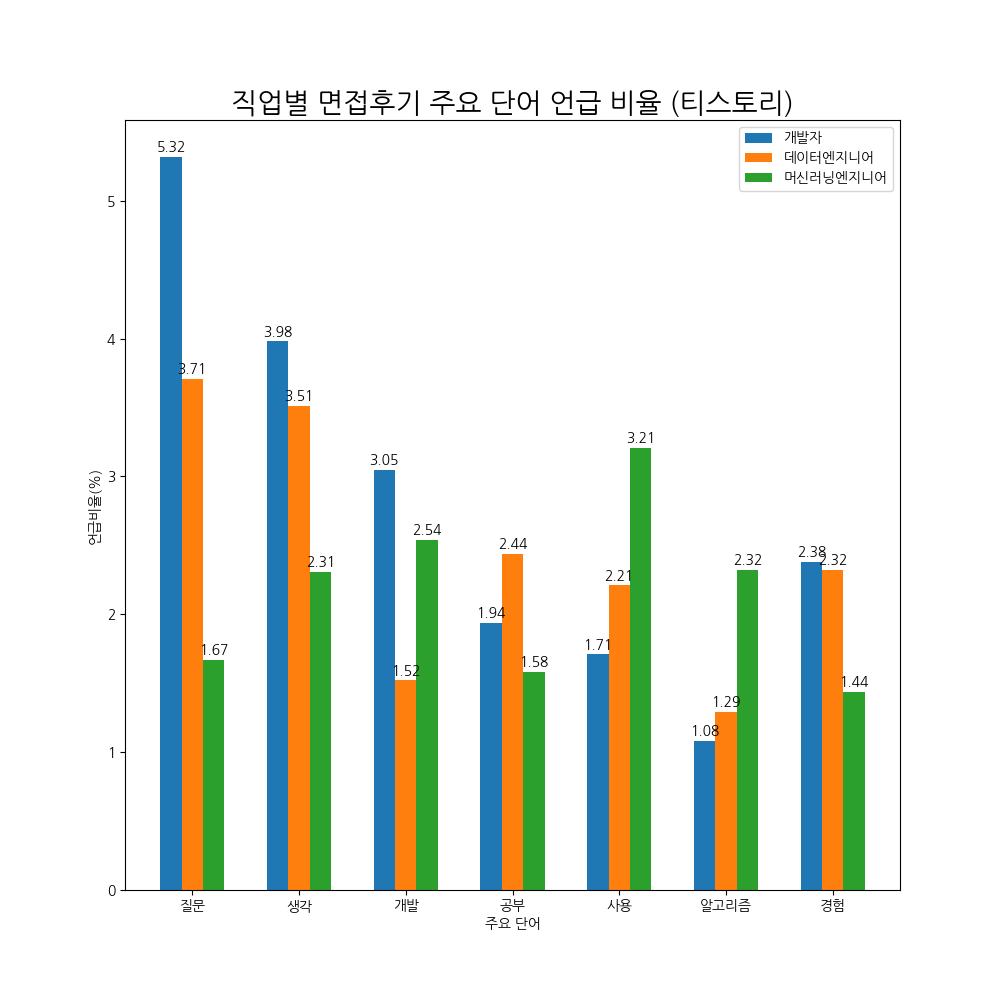 직업별 면접후기 주요 단어 언급 비율 (티스토리)
개발자
데이터엔지니어
머신러닝엔지니어
언급비율(%)
5
4
3
2
1
0
5.32
3.71
1.67
3.98
3.51
2.31
3.05
1.52
2.54
1.94
2.44
1.58
1.71
2.21
3.21
1.08
1.29
2.32
2.38
2.32
1.44
질문
생각
개발
공부
사용
알고리즘
경험
주요 단어